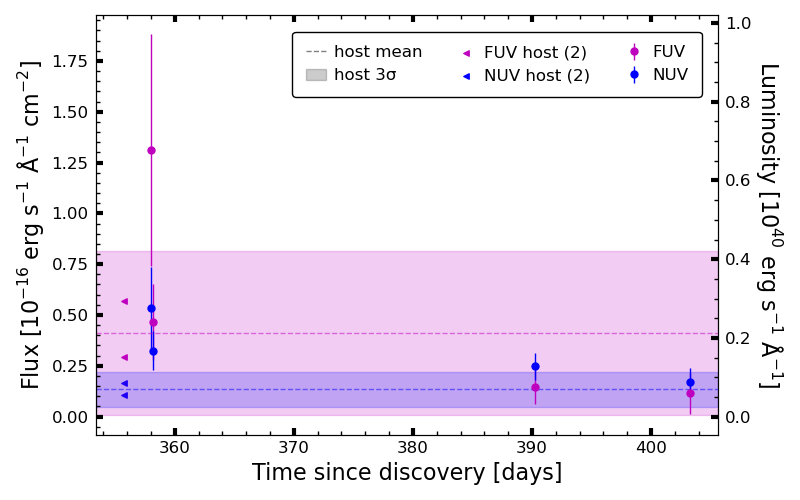 host mean
host 3σ
FUV host (2)
NUV host (2)
FUV
NUV
Flux [10⁻¹⁶ erg s⁻¹ Å⁻¹ cm⁻²]
1.75
1.50
1.25
1.00
0.75
0.50
0.25
0.00
1.0
0.8
0.6
0.4
0.2
0.0
Luminosity [10⁴⁰ erg s⁻¹ Å⁻¹]
360 370 380 390 400
Time since discovery [days]